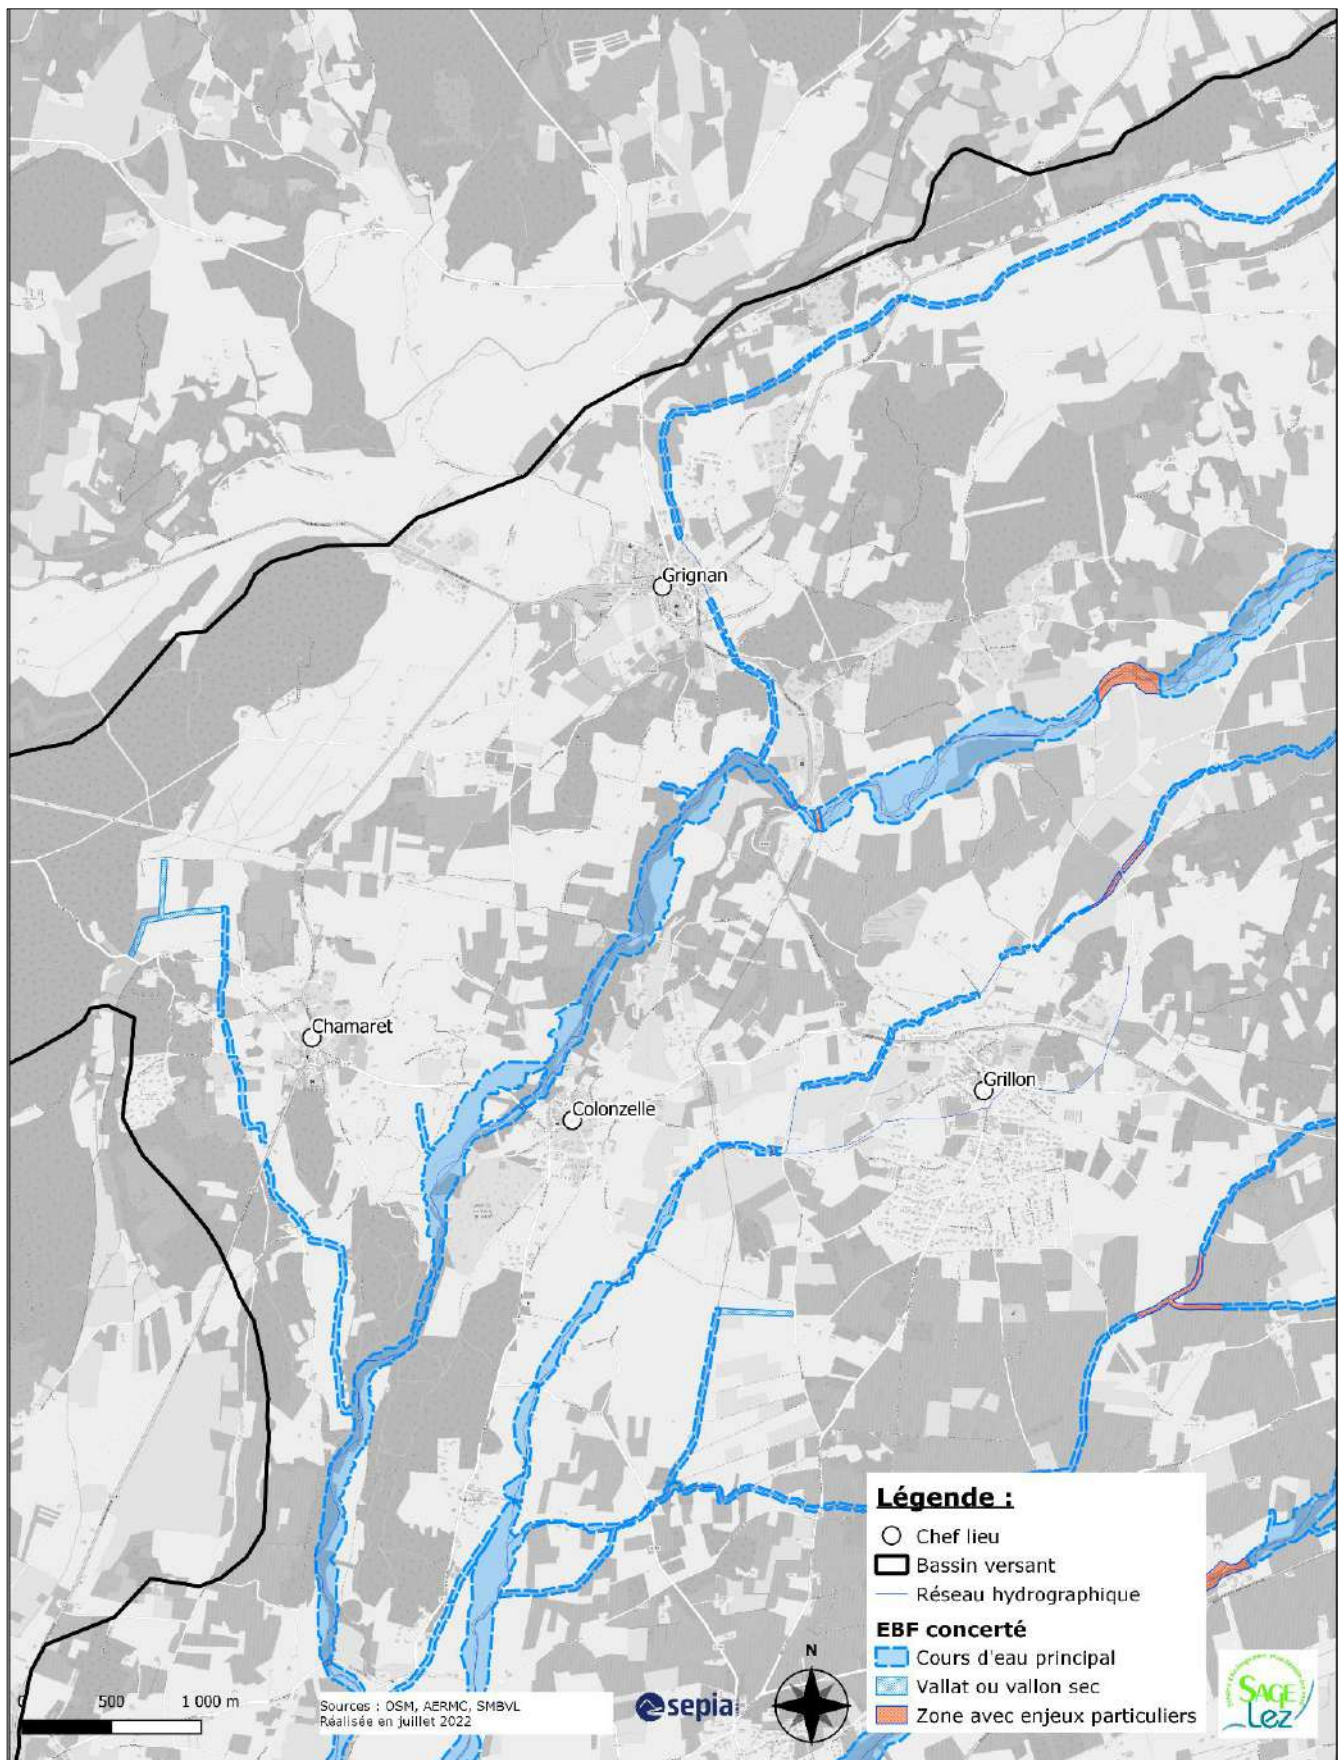 Grignan
Chamaret
Colonzelle
Grillon
Légende :
Chef lieu
Bassin versant
Réseau hydrographique
EBF concerté
Cours d'eau principal
Vallat ou vallon sec
Zone avec enjeux particuliers
N
0 500 1 000 m
Sources : OSM, AERMC, SMBVL
Réalisée en juillet 2022
sepia
SAGE
Lez